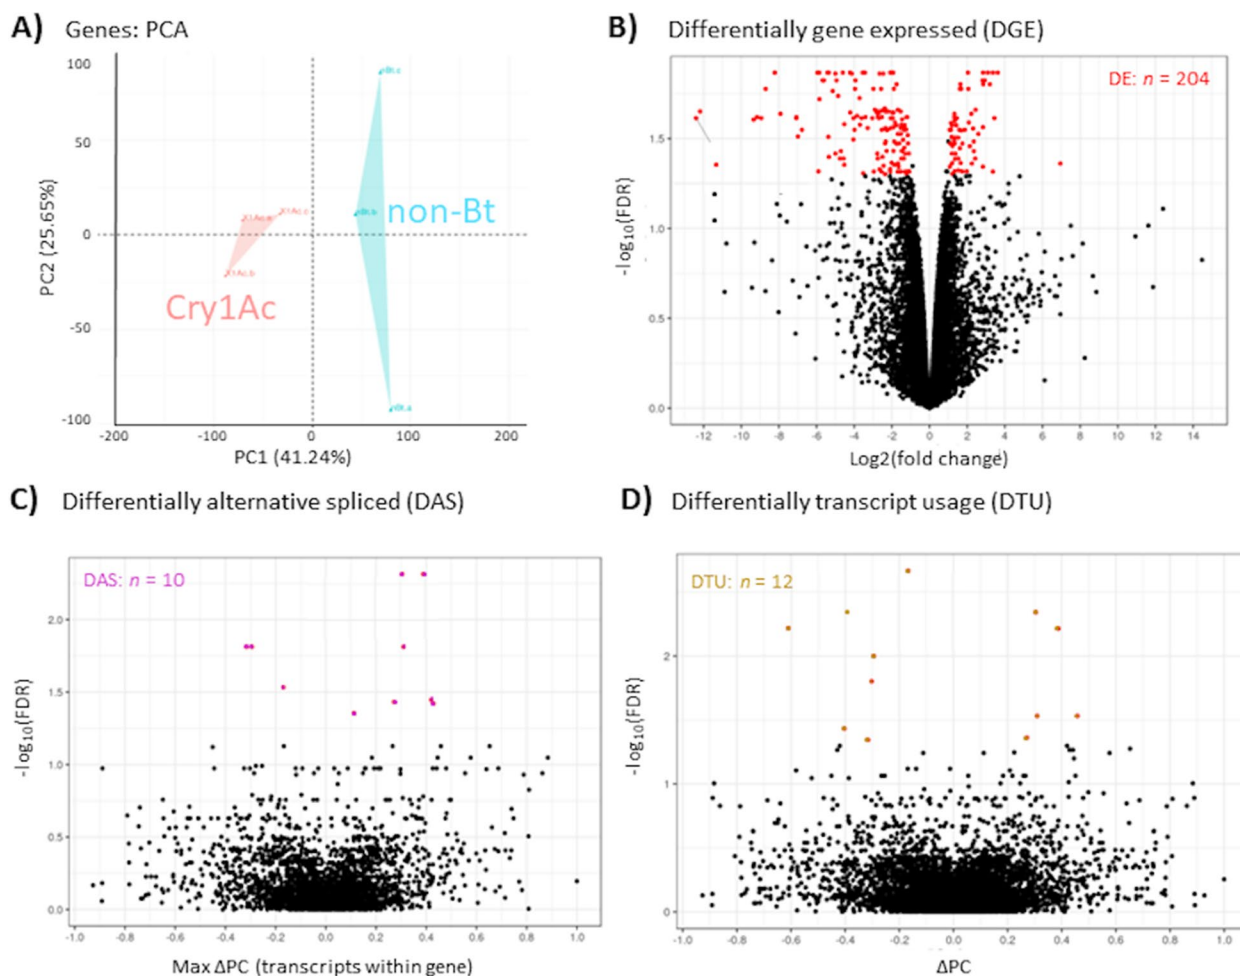 A) Genes: PCA
100
50
0
-50
-100
-200
-100
0
100
200
PC2 (25.65%)
PC1 (41.24%)
nBt.c
nBt.b
nBt.a
non-Bt
X1Ac.c
X1Ac.b
Cry1Ac
B) Differentially gene expressed (DGE)
DE: n = 204
1.5
1.0
0.5
0.0
-log10(FDR)
-12 -10 -8 -6 -4 -2 0 2 4 6 8 10 12 14
Log2(fold change)
C) Differentially alternative spliced (DAS)
DAS: n = 10
2.0
1.5
1.0
0.5
0.0
-log10(FDR)
-1.0 -0.8 -0.6 -0.4 -0.2 0.0 0.2 0.4 0.6 0.8 1.0
Max ΔPC (transcripts within gene)
D) Differentially transcript usage (DTU)
DTU: n = 12
2
1
0
-log10(FDR)
-1.0 -0.8 -0.6 -0.4 -0.2 0.0 0.2 0.4 0.6 0.8 1.0
ΔPC